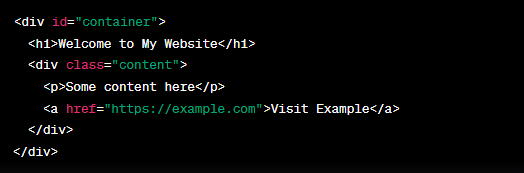 <div id="container">
  <h1>Welcome to My Website</h1>
  <div class="content">
    <p>Some content here</p>
    <a href="https://example.com">Visit Example</a>
  </div>
</div>